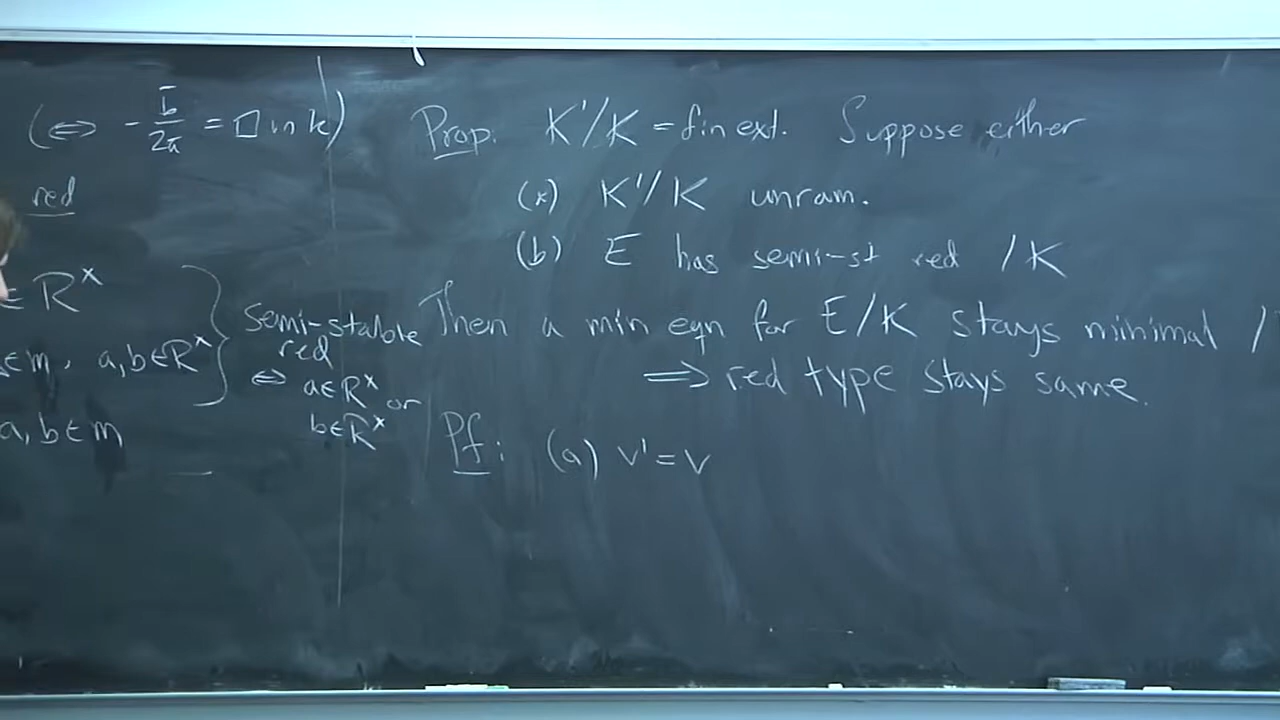 (⇔ -b̄/2a = □ in k)
red
∈ R^x
∈ m, a, b ∈ R^x } semi-stable red
⇔ a ∈ R^x or
b ∈ R^x
a, b ∈ m
Prop: K'/K = fin ext. Suppose either
(a) K'/K unram.
(b) E has semi-st red /K
Then a min eqn for E/K stays minimal /
⇒ red type stays same.
Pf: (a) v' = v